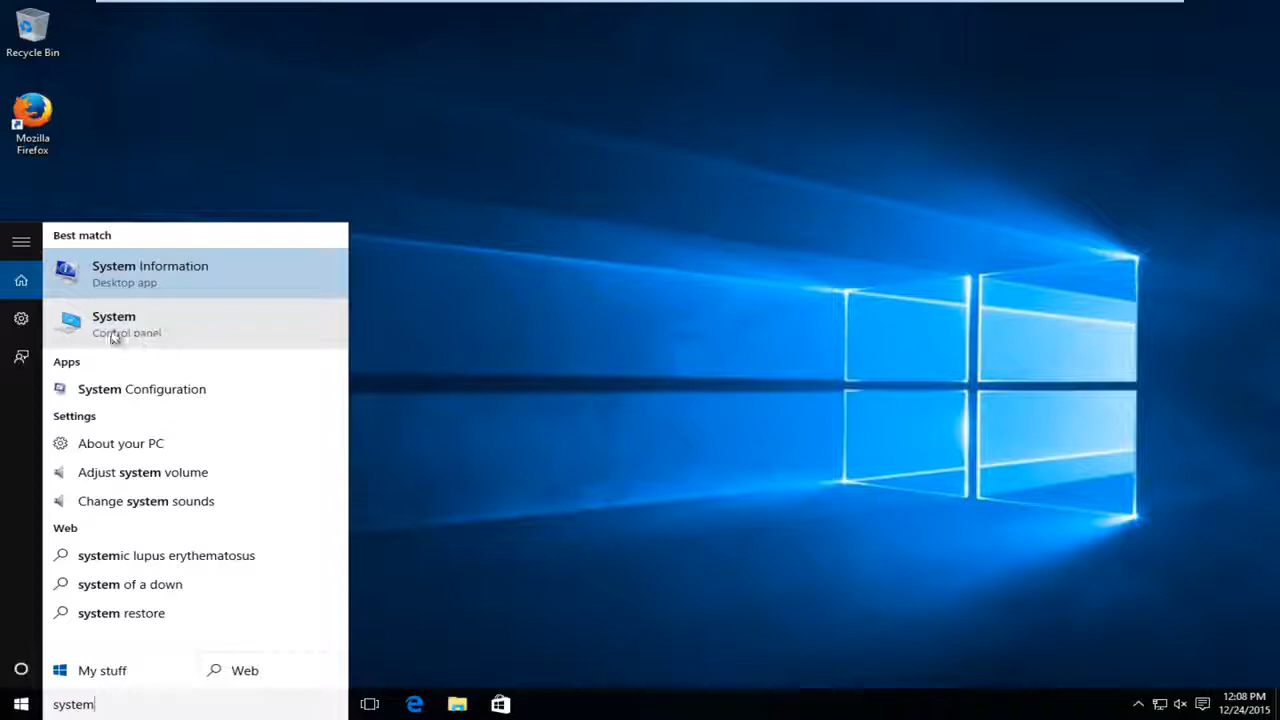 Recycle Bin
Mozilla
Firefox
Best match
System Information
Desktop app
System
Control panel
Apps
System Configuration
Settings
About your PC
Adjust system volume
Change system sounds
Web
systemic lupus erythematosus
system of a down
system restore
My stuff
Web
system
12:08 PM
12/24/2015